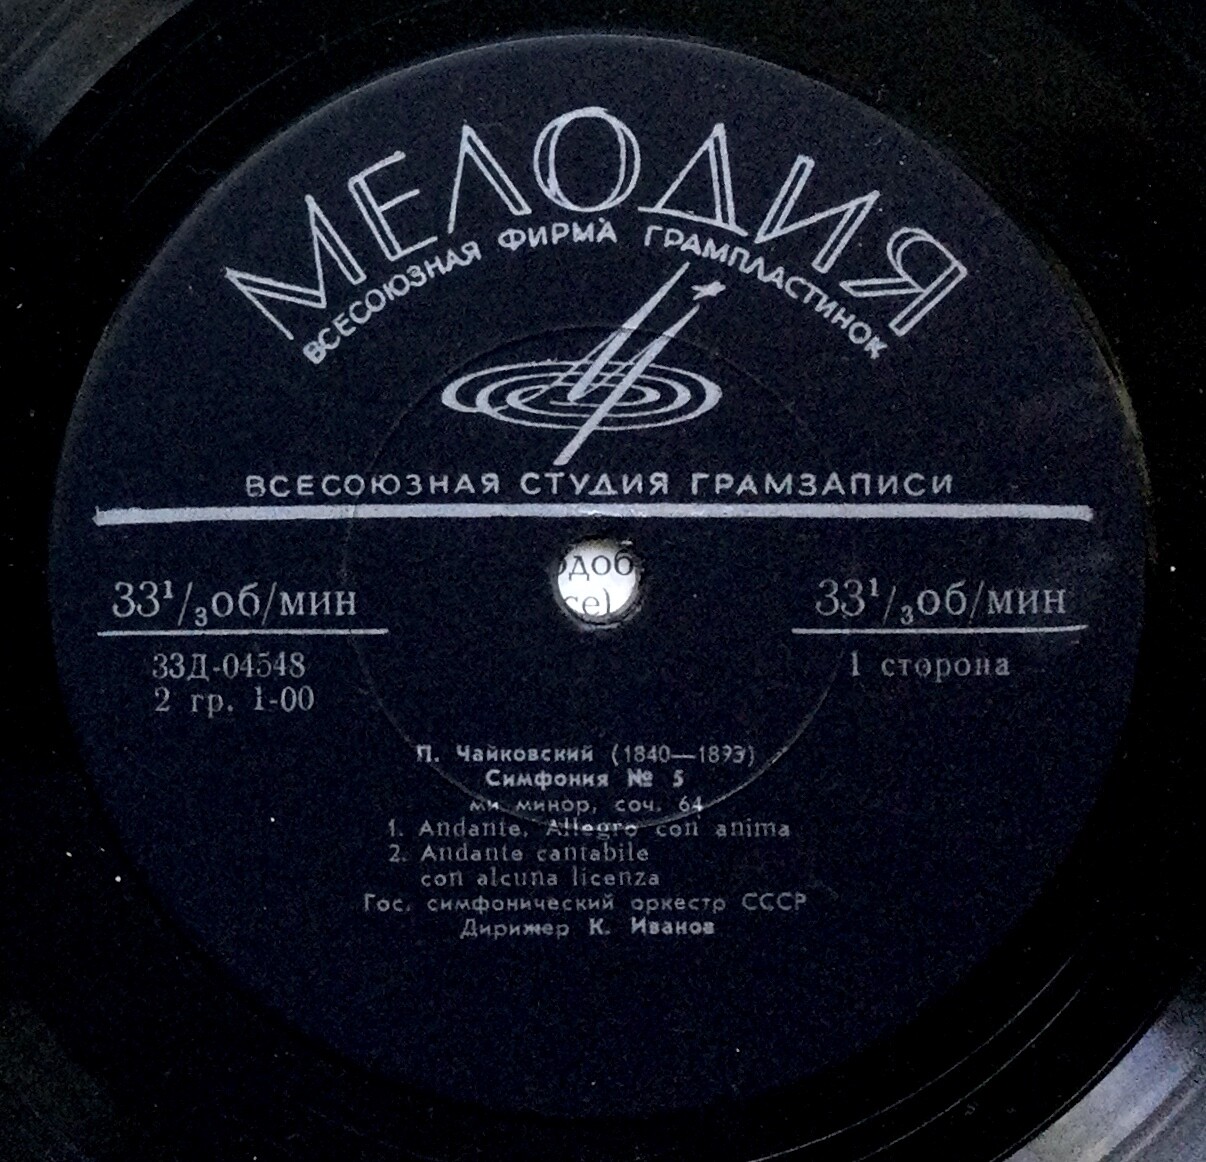 МЕЛОДИЯ
ВСЕСОЮЗНАЯ ФИРМА ГРАМПЛАСТИНОК
ВСЕСОЮЗНАЯ СТУДИЯ ГРАМЗАПИСИ
33¹/₃об/мин
33¹/₃об/мин
33Д-04548
2 гр. 1-00
1 сторона
П. Чайковский (1840—1893)
Симфония № 5
ми минор, соч. 64
1. Andante, Allegro con anima
2. Andante cantabile
con alcuna licenza
Гос. симфонический оркестр СССР
Дирижер К. Иванов